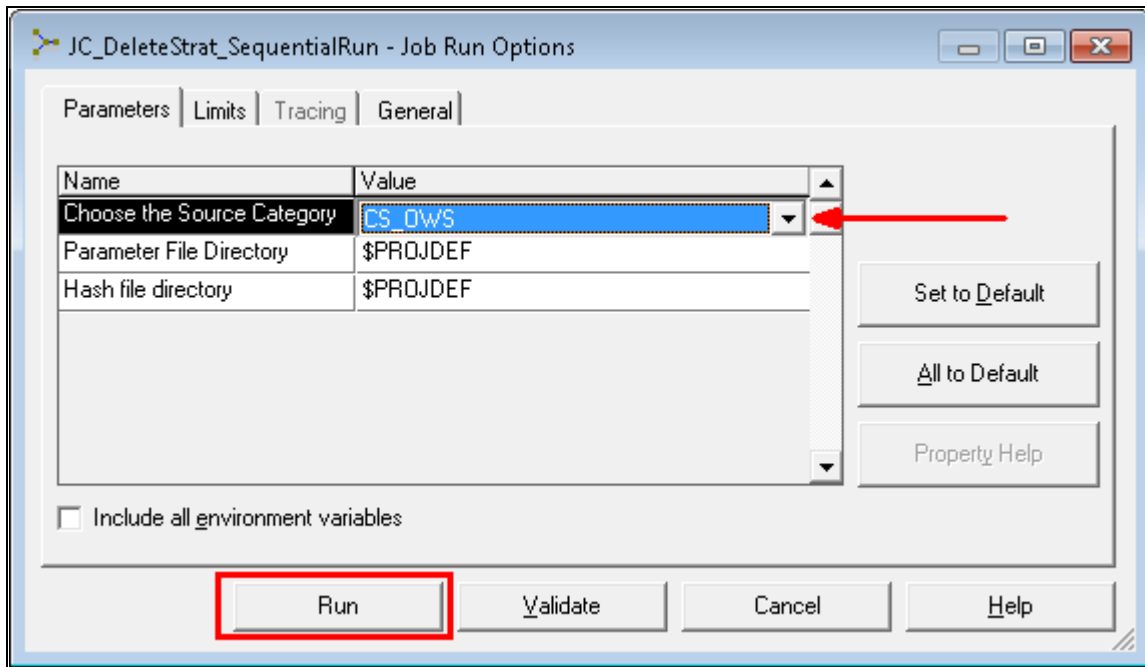 JC_DeleteStrat_SequentialRun - Job Run Options
Parameters Limits Tracing General
Name Value
Choose the Source Category CS_OWS
Parameter File Directory $PROJDEF
Hash file directory $PROJDEF
Set to Default
All to Default
Property Help
Include all environment variables
Run Validate Cancel Help